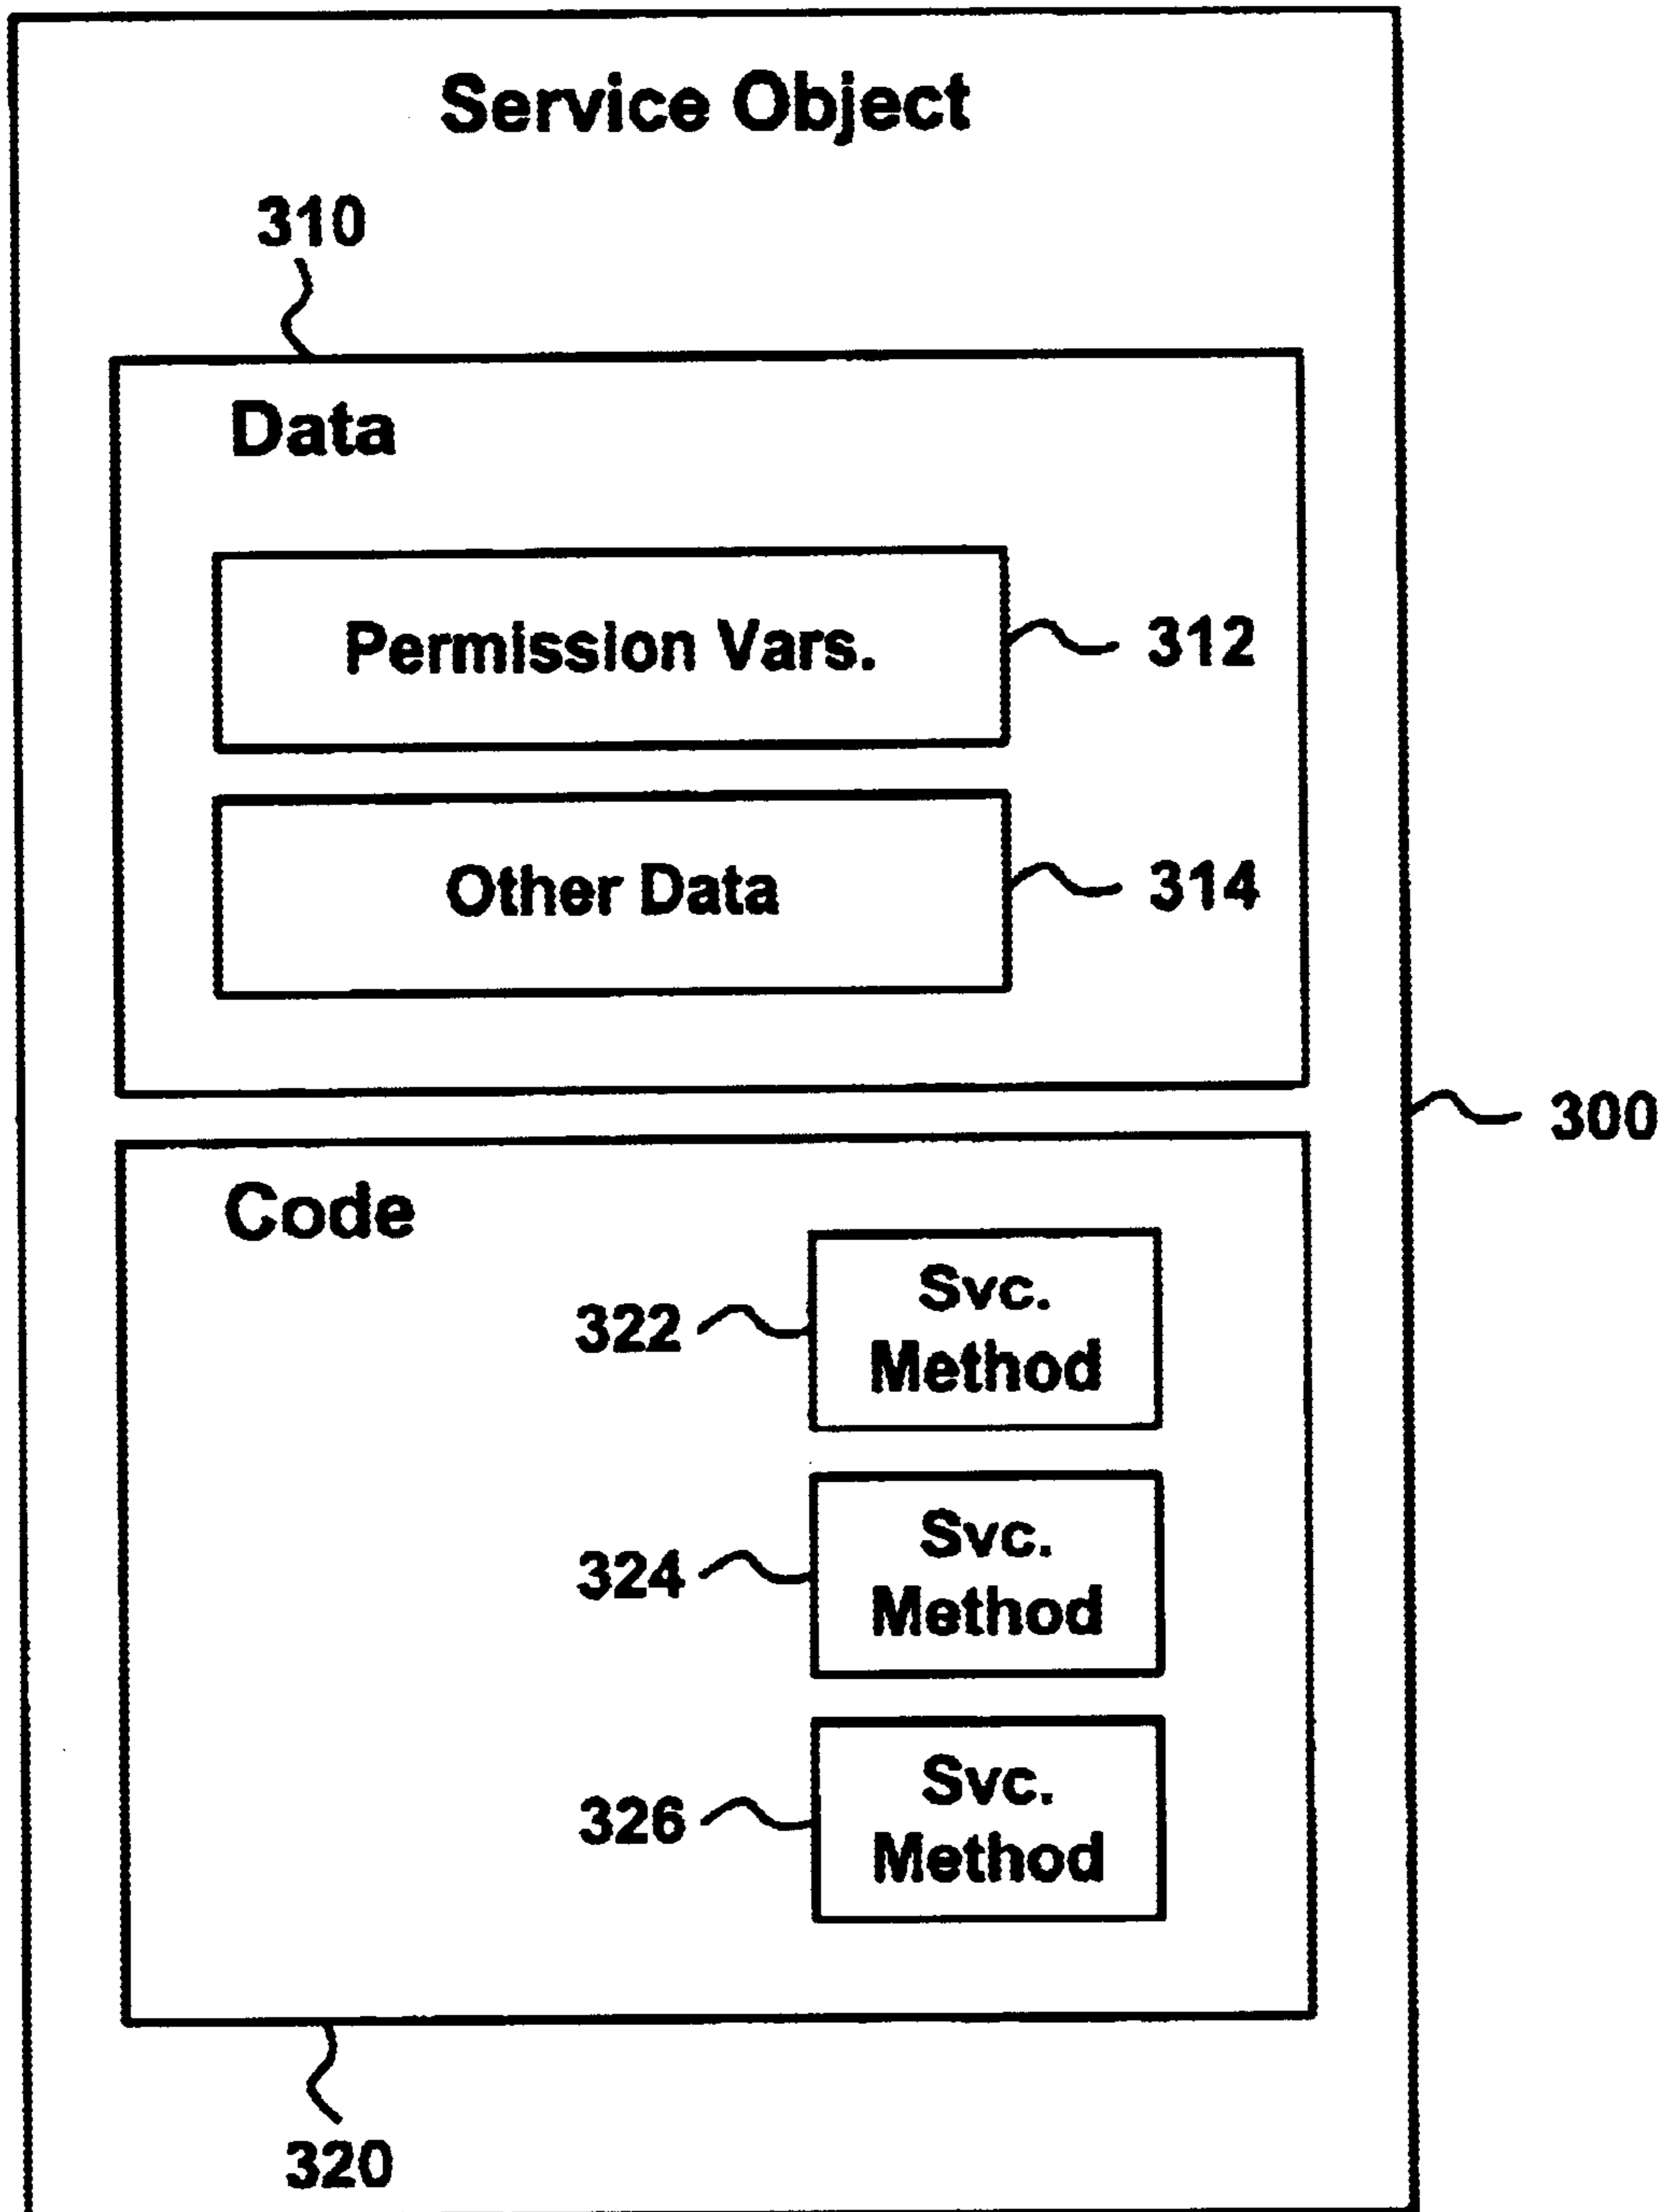 Service Object
310
Data
Permission Vars.
312
Other Data
314
300
Code
322
Svc.
Method
324
Svc.
Method
326
Svc.
Method
320